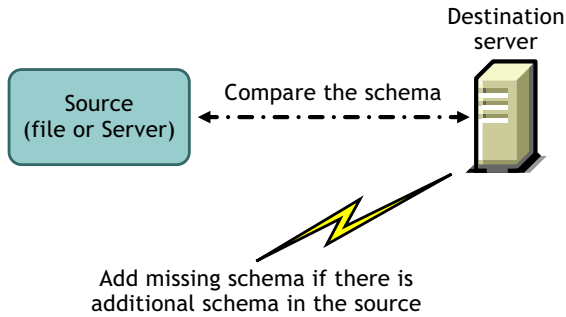 Destination
server
Source
(file or Server)
Compare the schema
Add missing schema if there is
additional schema in the source